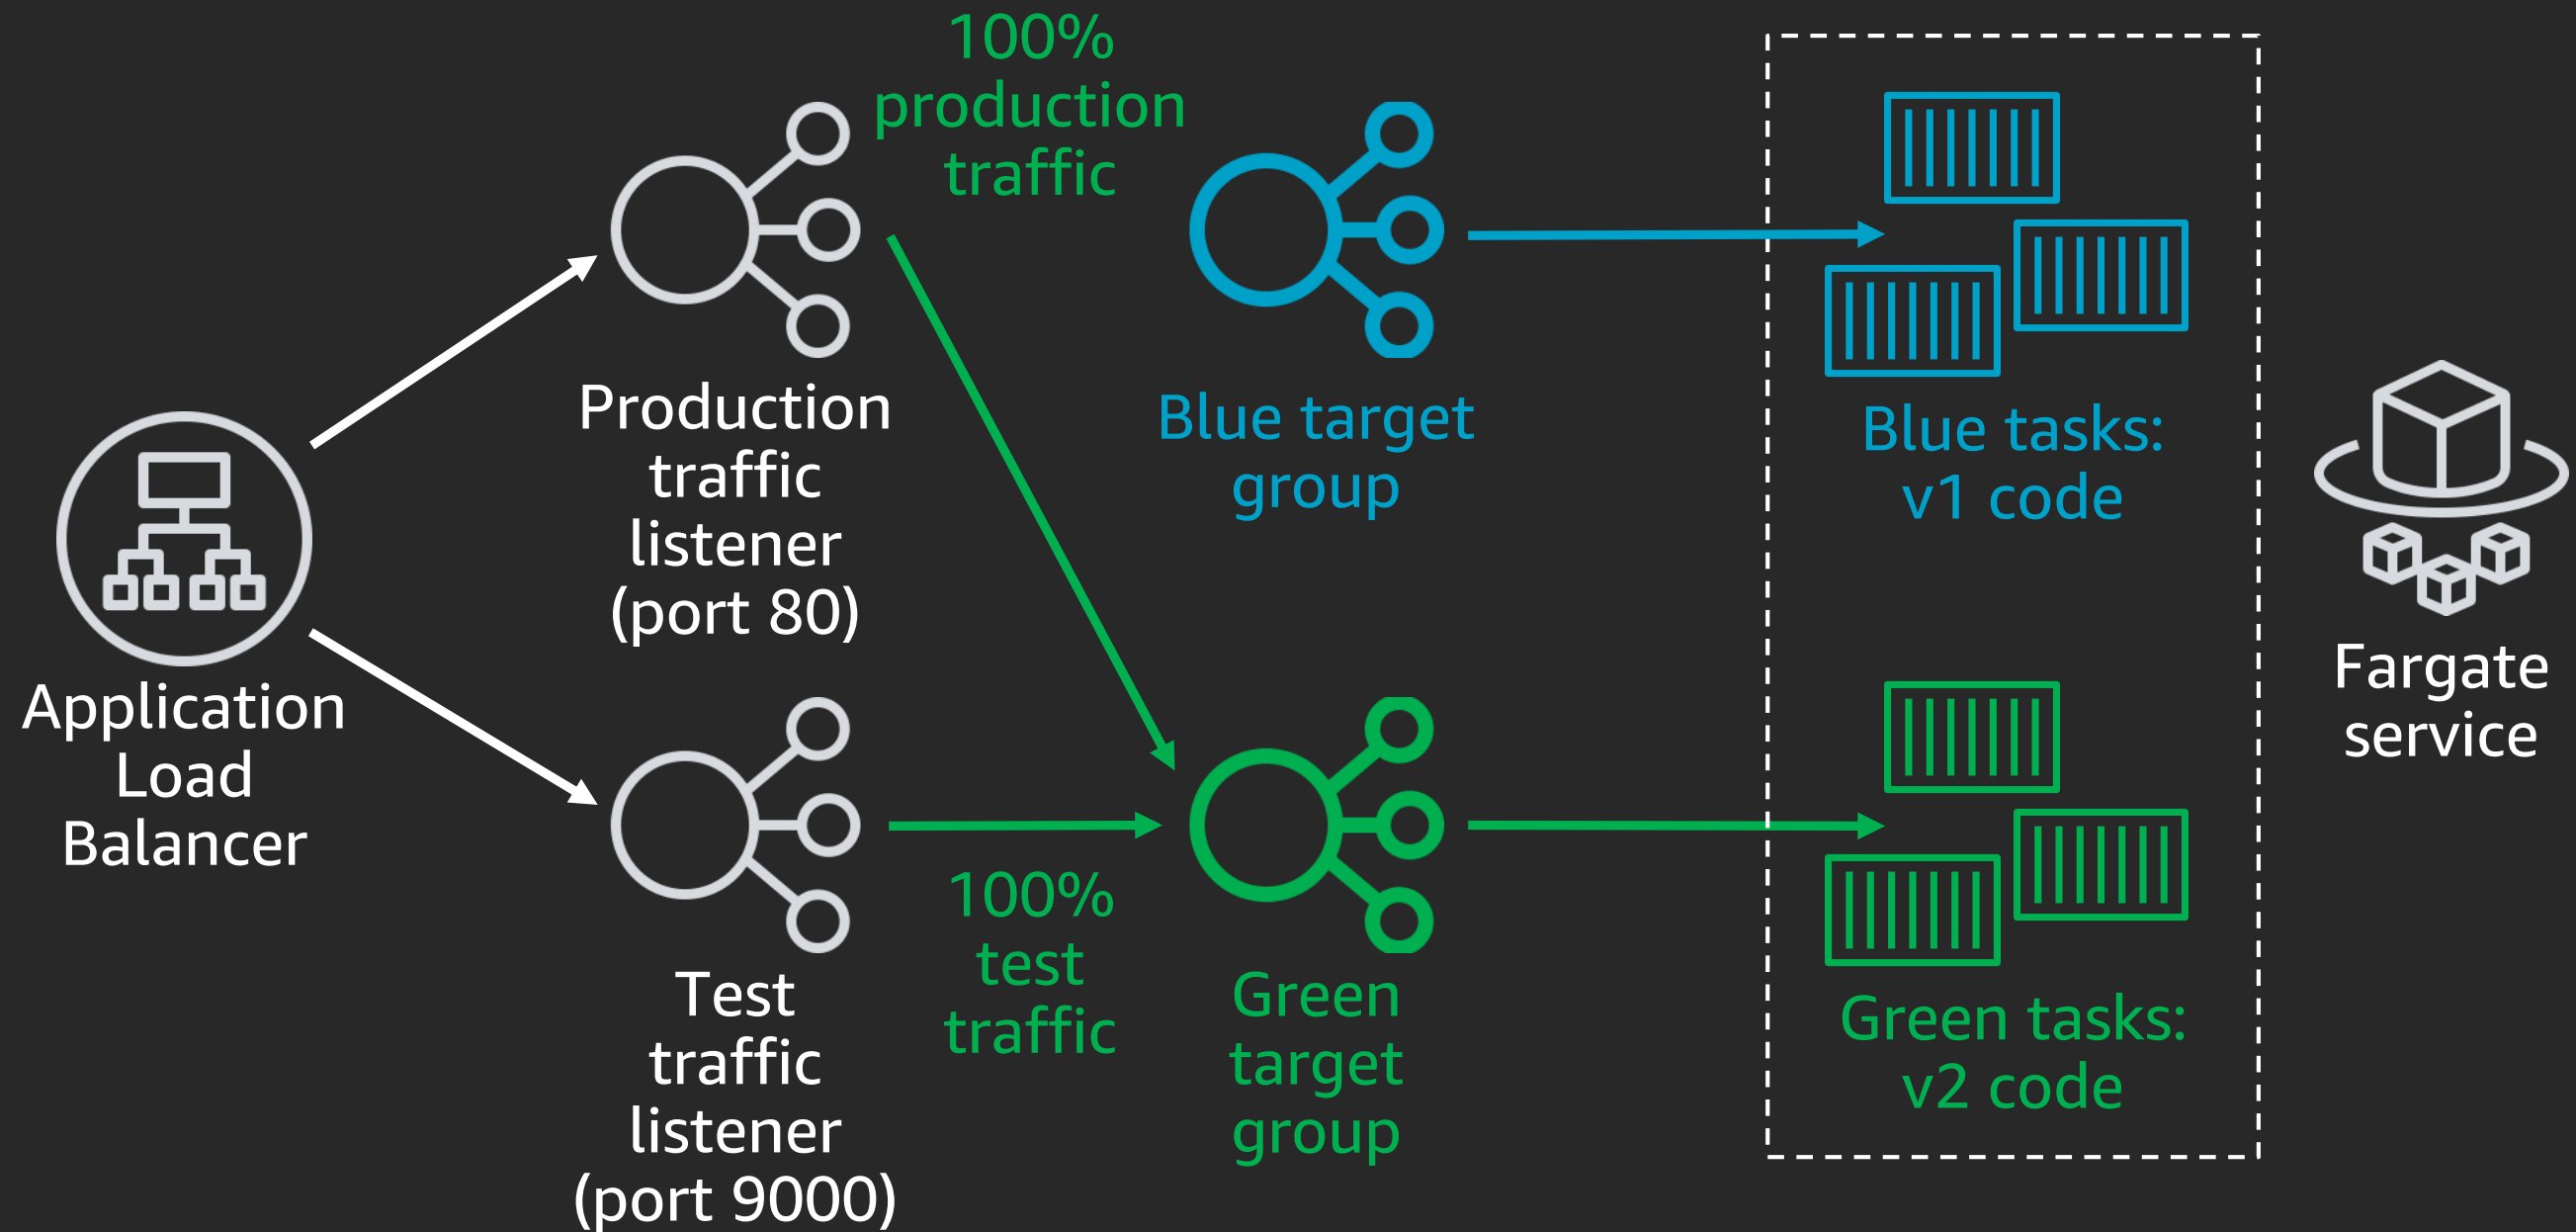 100%
production
traffic
Application
Load
Balancer
Production
traffic
listener
(port 80)
Test
traffic
listener
(port 9000)
100%
test
traffic
Blue target
group
Green
target
group
Blue tasks:
v1 code
Green tasks:
v2 code
Fargate
service